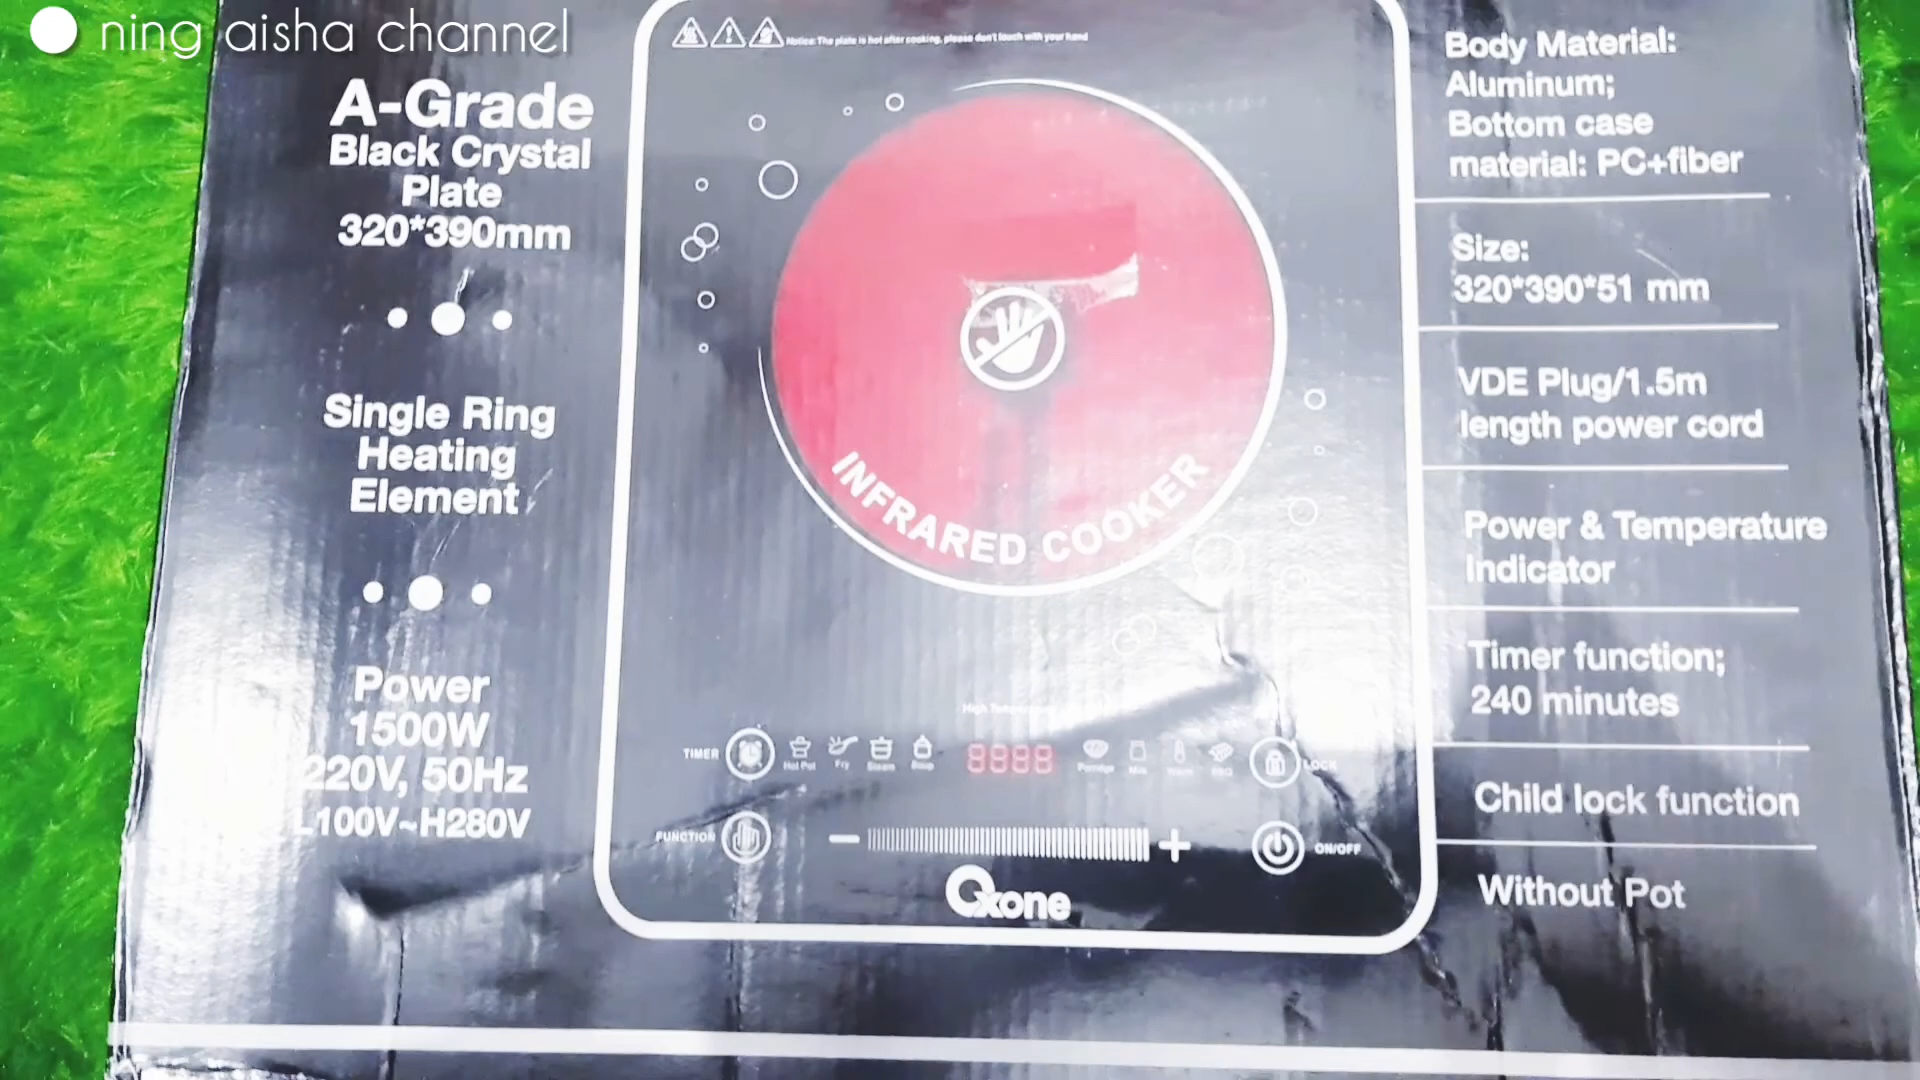 ning aisha channel
Notice: The plate is hot after cooking, please don't touch with your hand
A-Grade
Black Crystal
Plate
320*390mm
Single Ring
Heating
Element
Power
1500W
220V, 50Hz
L100V~H280V
INFRARED COOKER
High Temperature
TIMER
Hot Pot
Fry
Steam
Soup
8888
Porridge
Milk
Warm
BBQ
LOCK
FUNCTION
ON/OFF
Oxone
Body Material:
Aluminum;
Bottom case
material: PC+fiber
Size:
320*390*51 mm
VDE Plug/1.5m
length power cord
Power & Temperature
Indicator
Timer function;
240 minutes
Child lock function
Without Pot